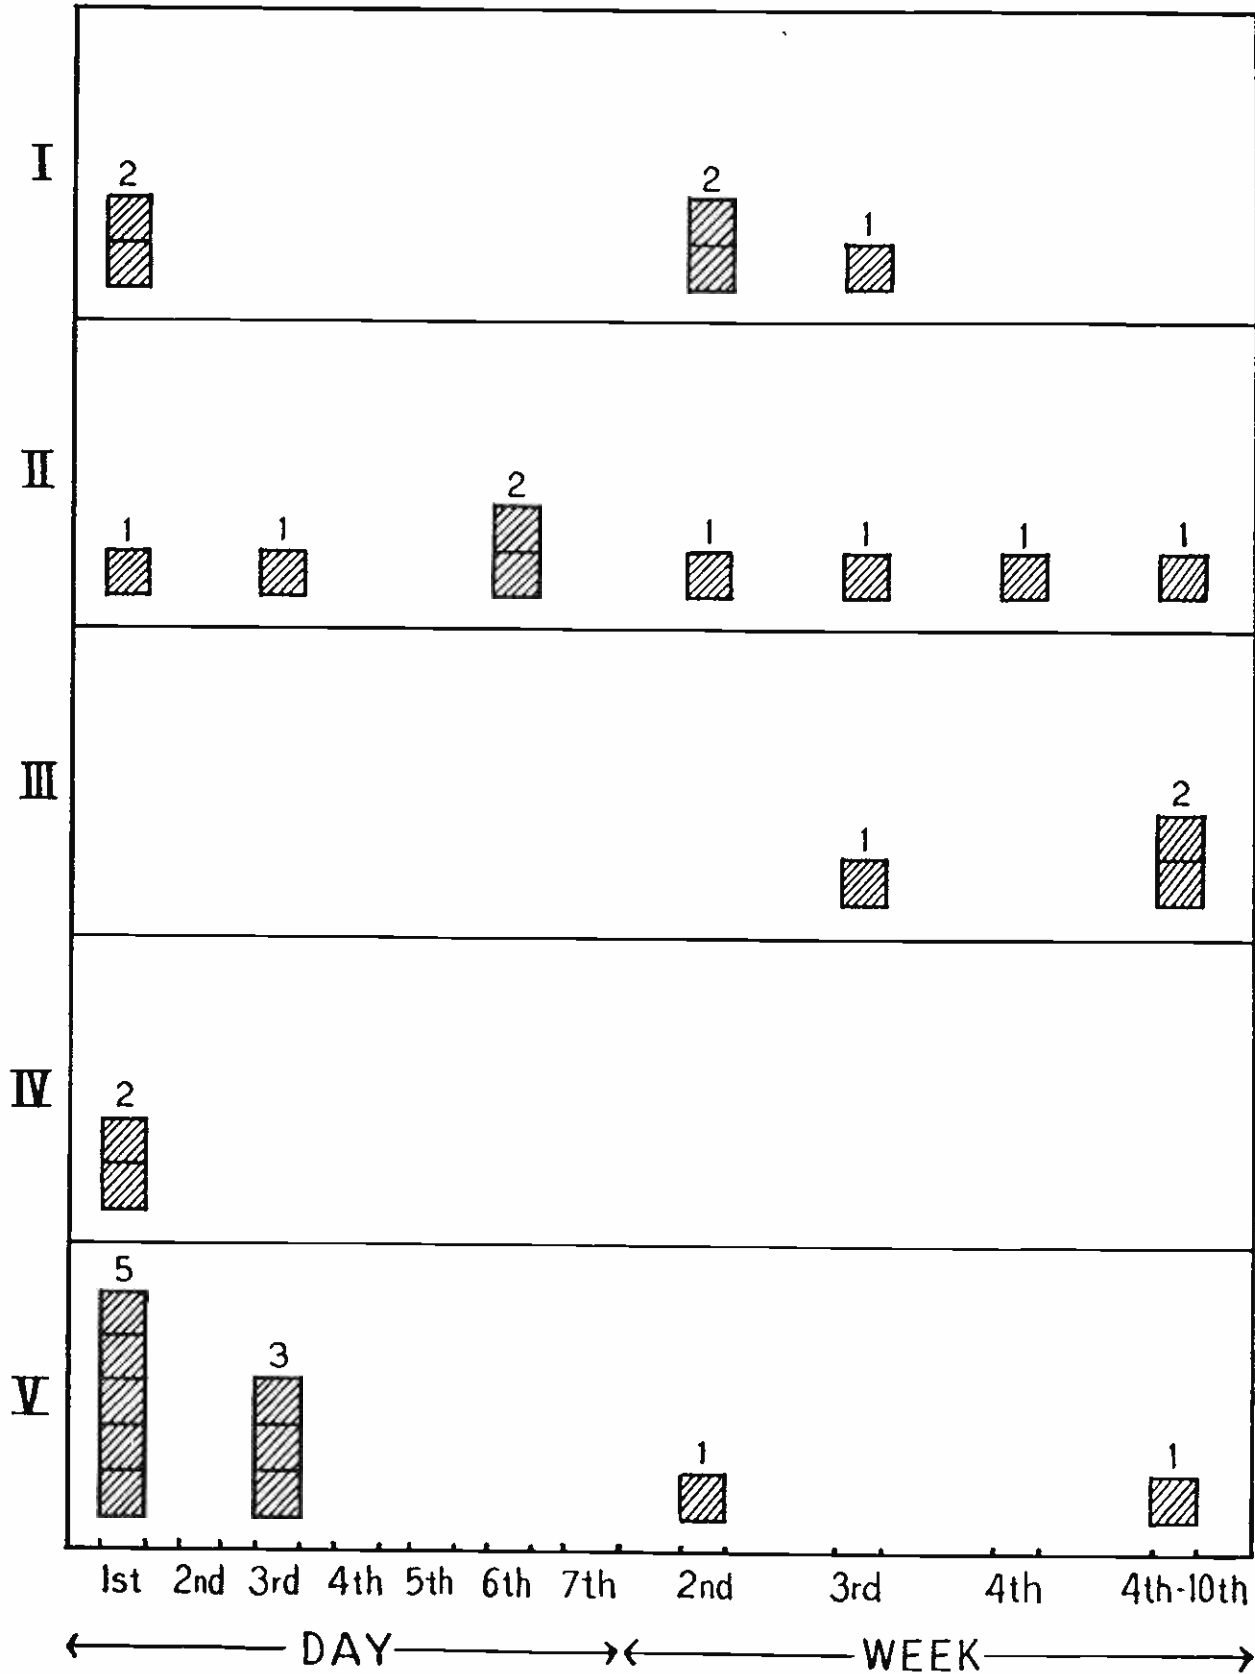 I
2 2 1
II
1 1 2 1 1 1 1
III
1 2
IV
2
V
5 3 1 1
1st 2nd 3rd 4th 5th 6th 7th 2nd 3rd 4th 4th-10th
DAY WEEK